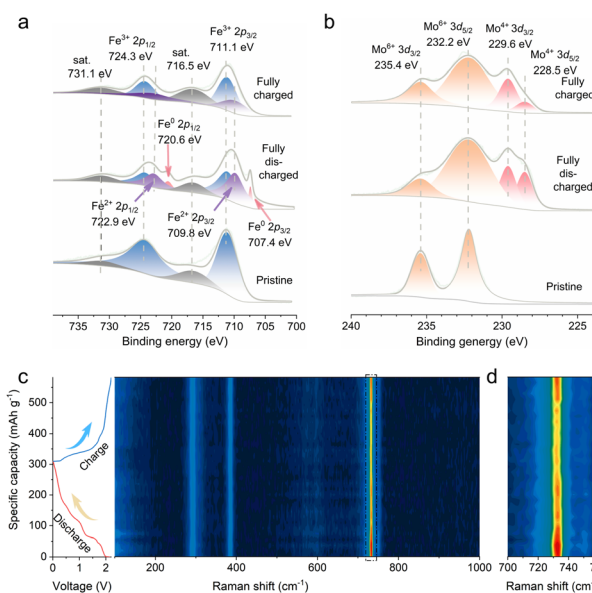 a
Fe³⁺ 2p₁/₂
724.3 eV
Fe³⁺ 2p₃/₂
711.1 eV
sat.
731.1 eV
sat.
716.5 eV
Fully
charged
Fe⁰ 2p₁/₂
720.6 eV
Fully
dis-
charged
Fe²⁺ 2p₁/₂
722.9 eV
Fe²⁺ 2p₃/₂
709.8 eV
Fe⁰ 2p₃/₂
707.4 eV
Pristine
735 730 725 720 715 710 705 700
Binding energy (eV)
b
Mo⁶⁺ 3d₃/₂
235.4 eV
Mo⁶⁺ 3d₅/₂
232.2 eV
Mo⁴⁺ 3d₃/₂
229.6 eV
Mo⁴⁺ 3d₅/₂
228.5 eV
Fully
charged
Fully
dis-
charged
Pristine
240 235 230 225
Binding genergy (eV)
c
Specific capacity (mAh g⁻¹)
500
400
300
200
100
0
Charge
Discharge
0 1 2
Voltage (V)
200 400 600 800 1000
Raman shift (cm⁻¹)
d
700 720 740
Raman shift (cm⁻¹)